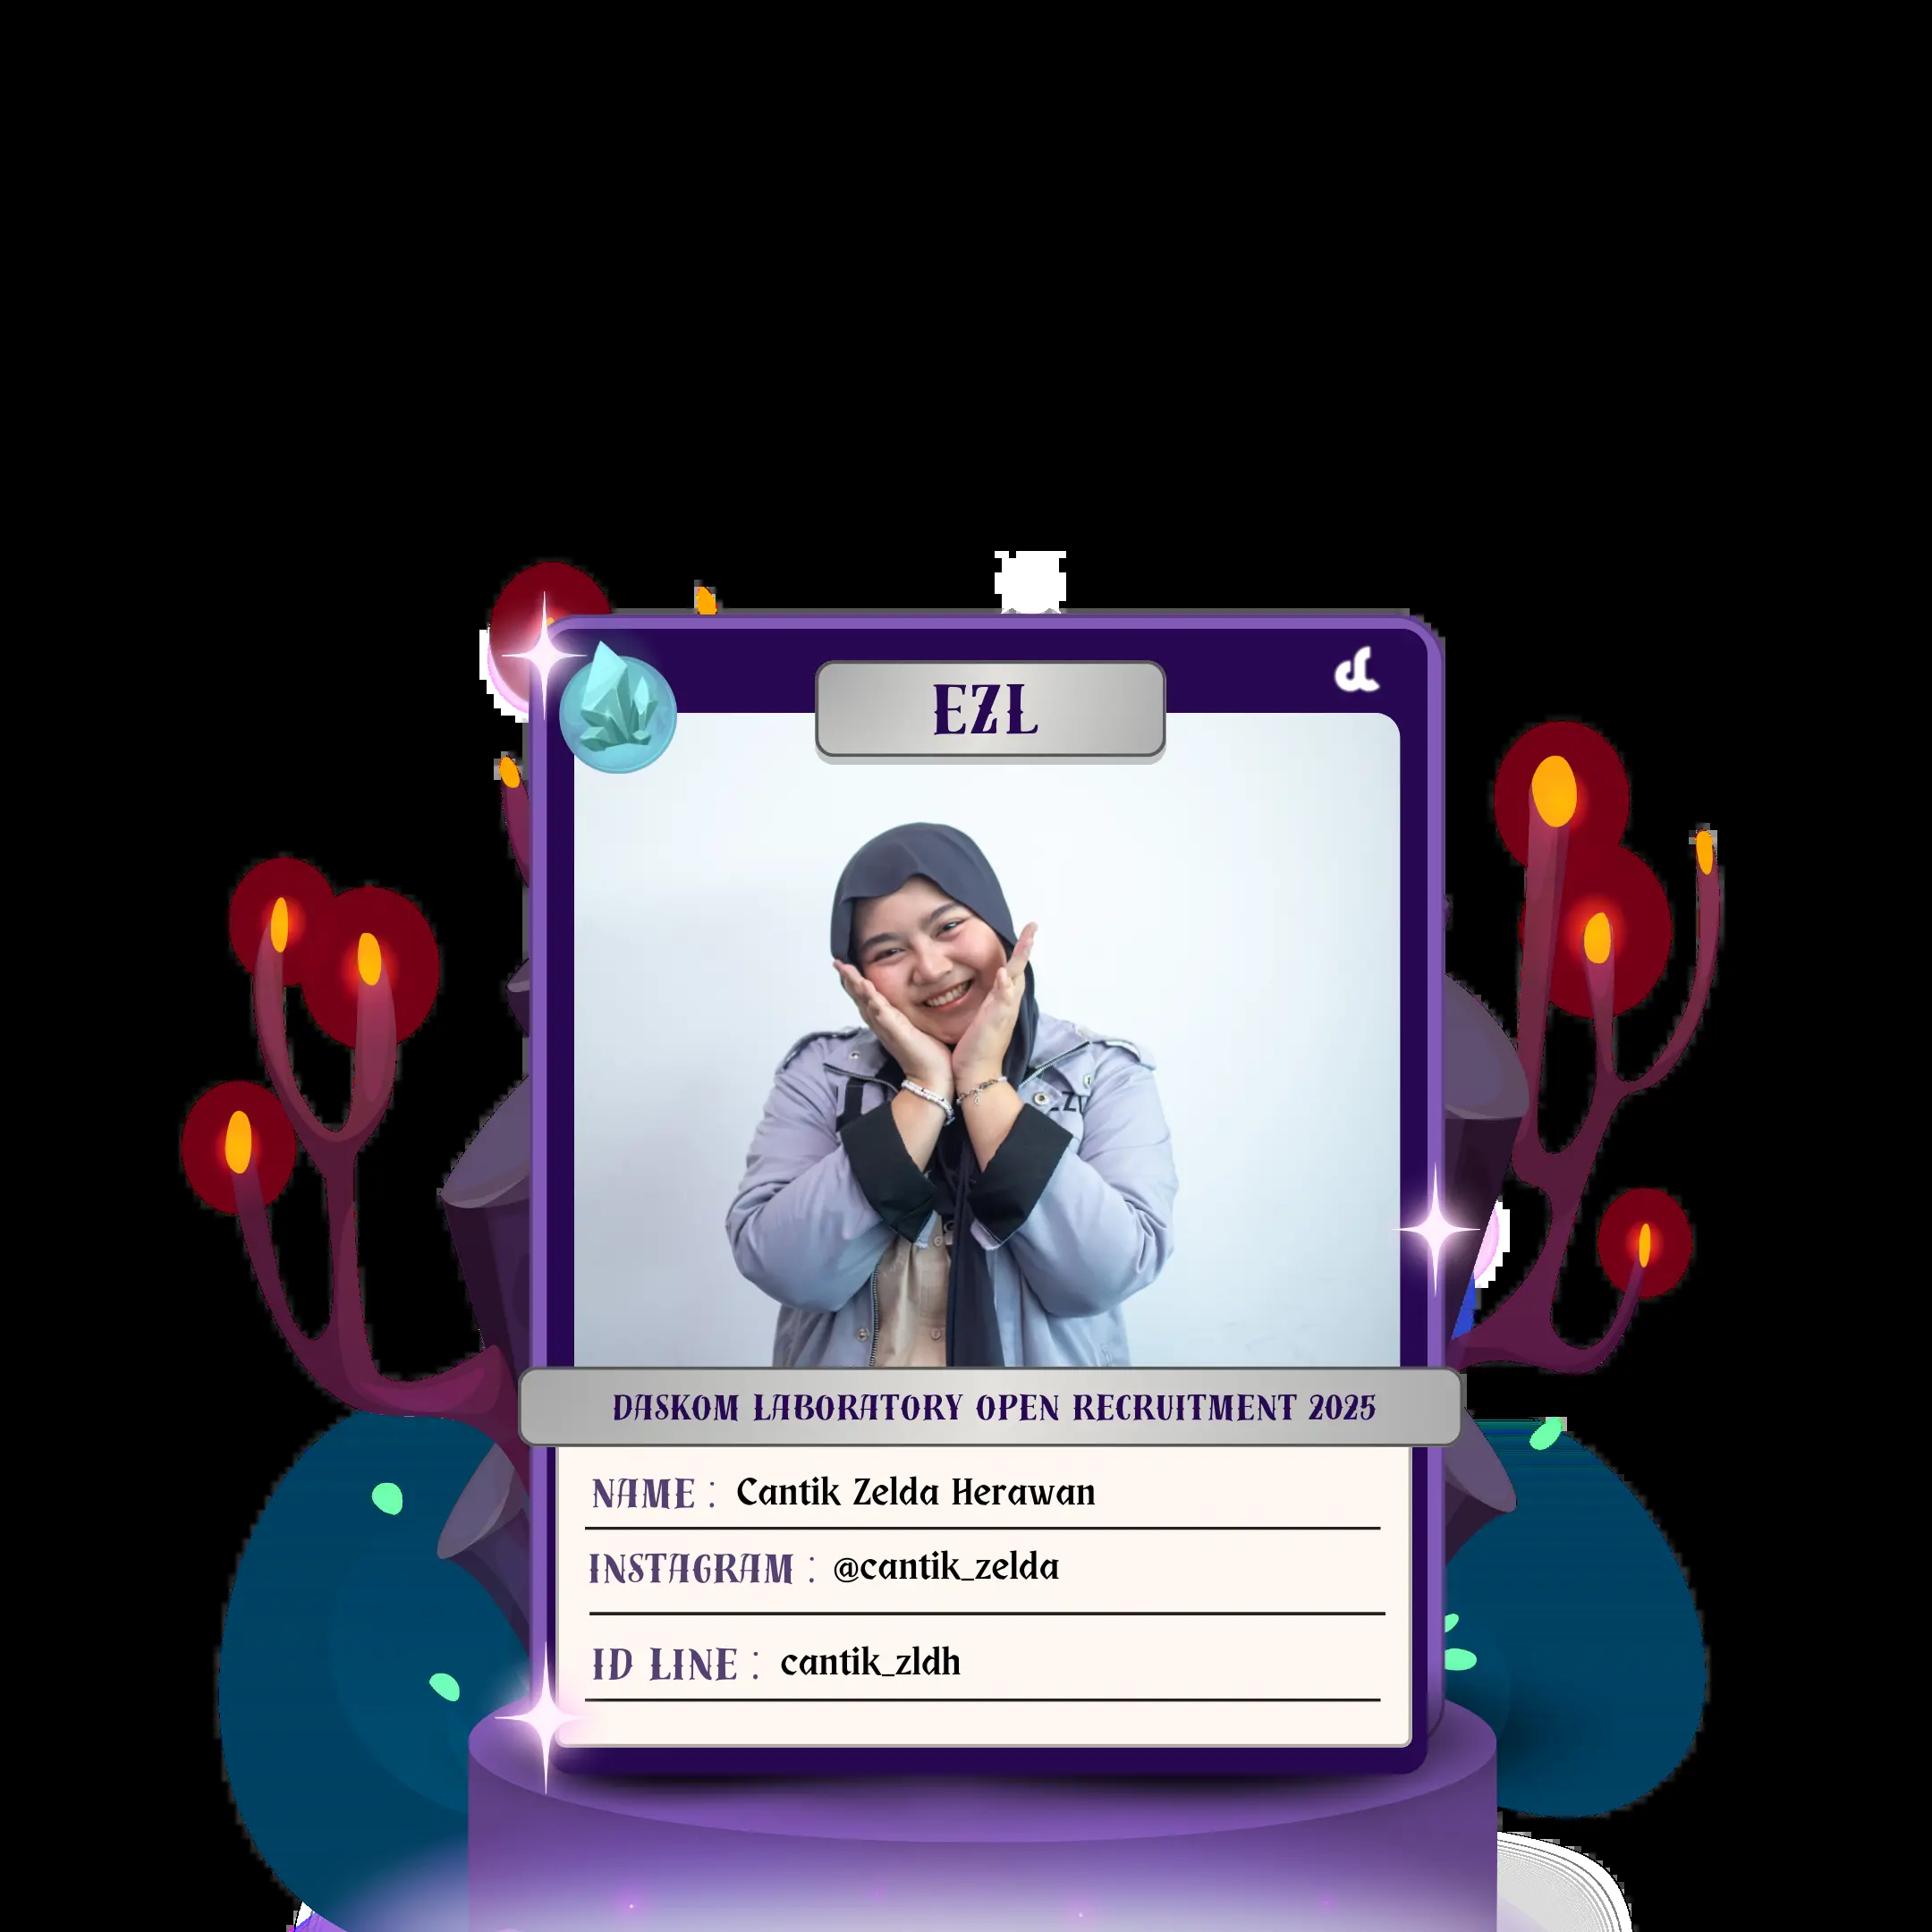 EZL
DASKOM LABORATORY OPEN RECRUITMENT 2025
NAME : Cantik Zelda Herawan
INSTAGRAM : @cantik_zelda
ID LINE : cantik_zldh